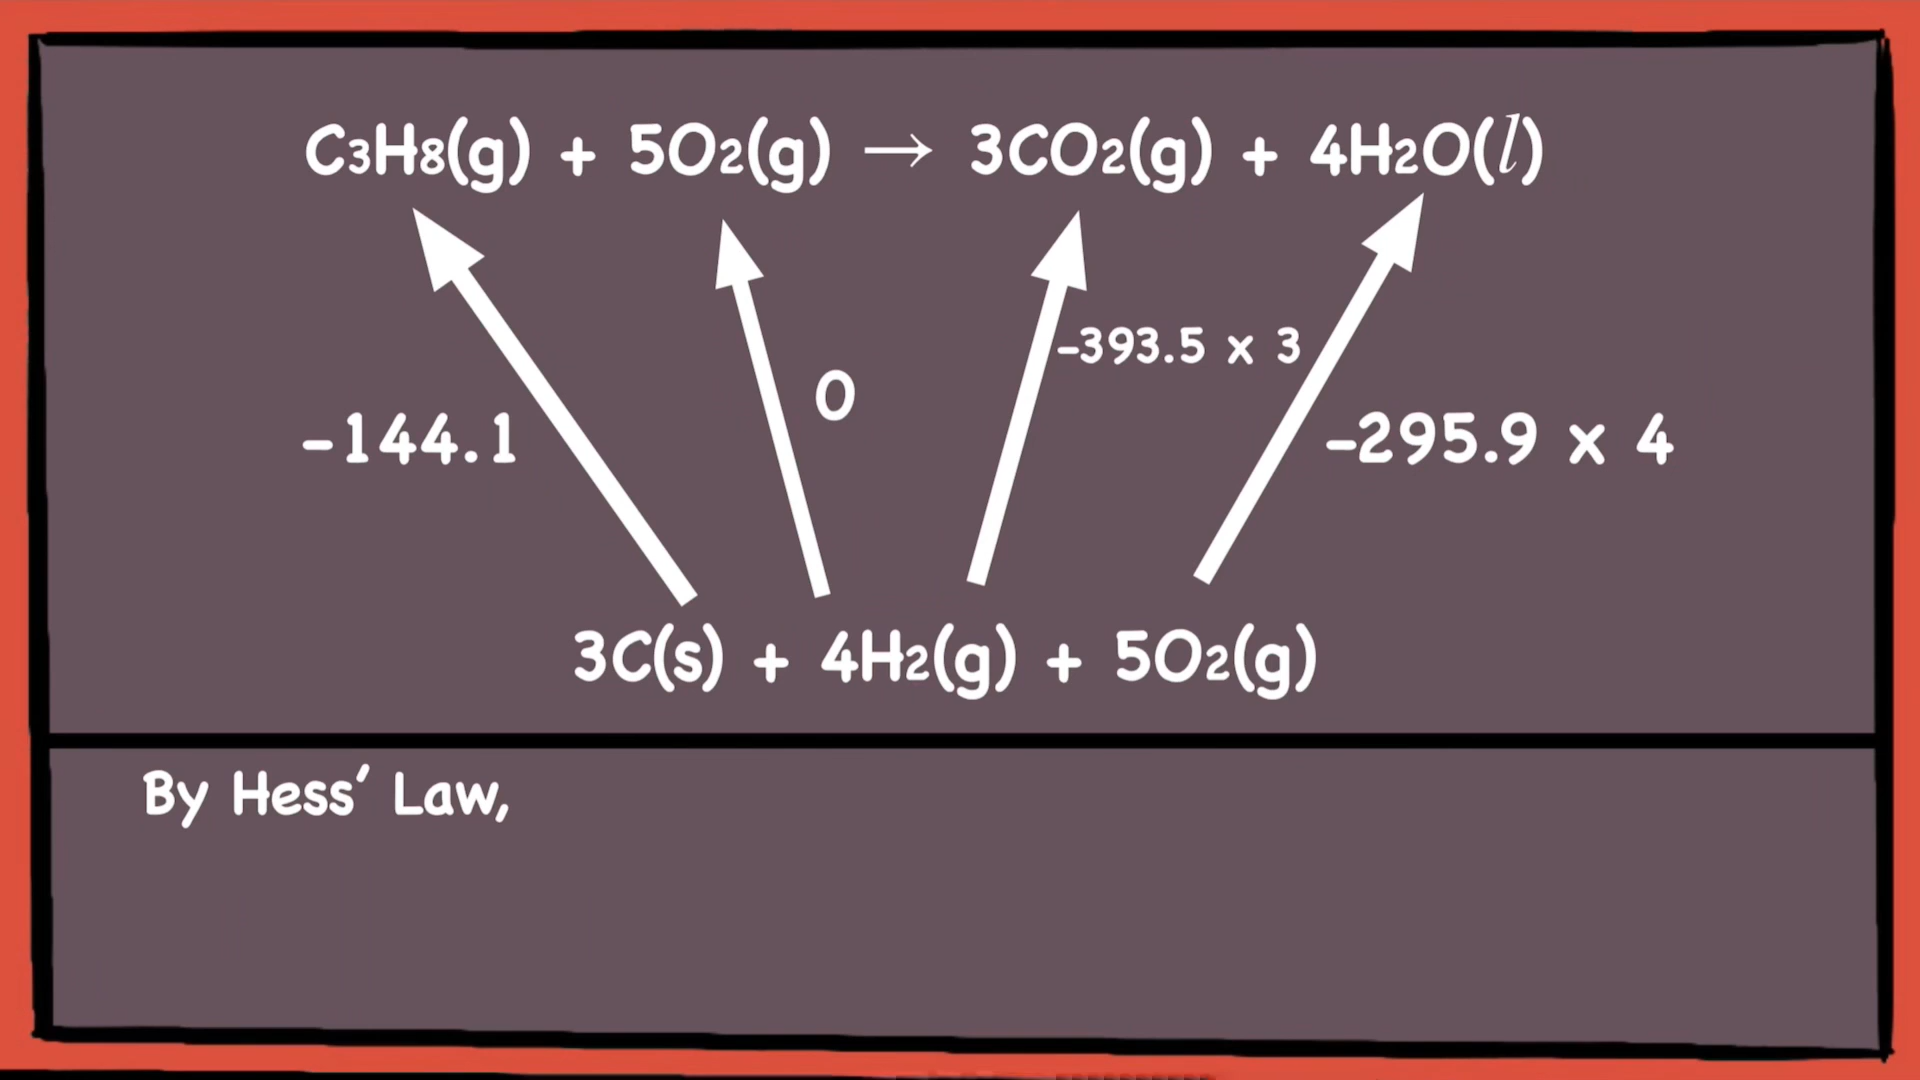 C3H8(g) + 5O2(g) → 3CO2(g) + 4H2O(l)
-393.5 x 3
0
-144.1
-295.9 x 4
3C(s) + 4H2(g) + 5O2(g)
By Hess’ Law,